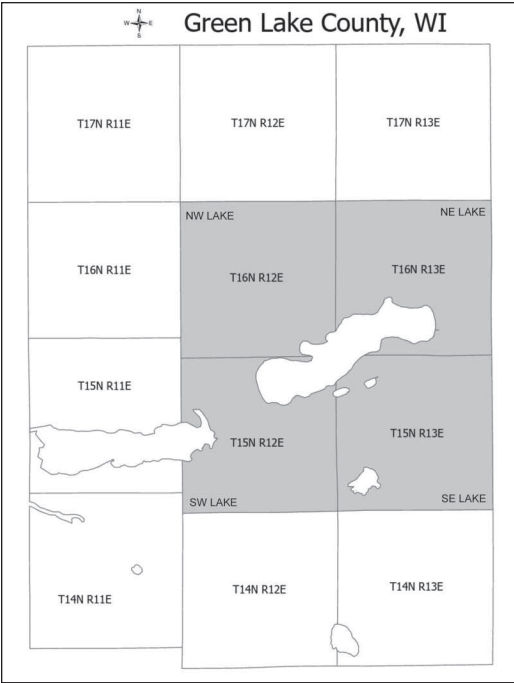 N
W E
S
Green Lake County, WI
T17N R11E
T17N R12E
T17N R13E
NW LAKE
NE LAKE
T16N R11E
T16N R12E
T16N R13E
T15N R11E
T15N R12E
T15N R13E
SW LAKE
SE LAKE
T14N R11E
T14N R12E
T14N R13E